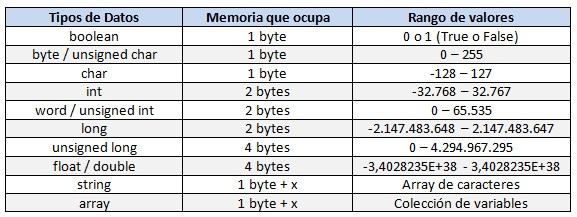 Tipos de Datos Memoria que ocupa Rango de valores
boolean 1 byte 0 o 1 (True o False)
byte / unsigned char 1 byte 0 – 255
char 1 byte -128 – 127
int 2 bytes -32.768 – 32.767
word / unsigned int 2 bytes 0 – 65.535
long 2 bytes -2.147.483.648 – 2.147.483.647
unsigned long 4 bytes 0 – 4.294.967.295
float / double 4 bytes -3,4028235E+38 - 3,4028235E+38
string 1 byte + x Array de caracteres
array 1 byte + x Colección de variables